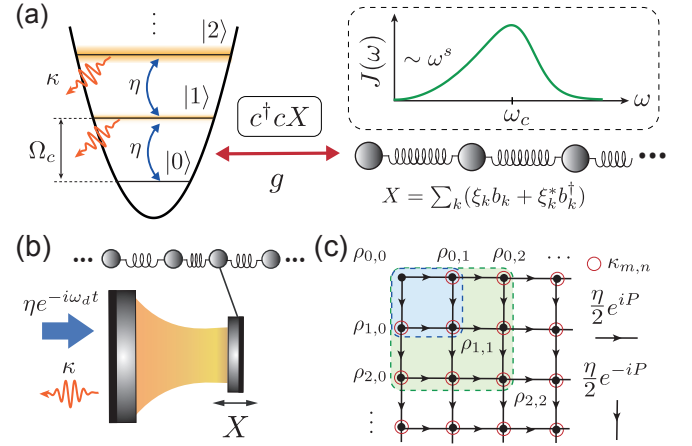 (a)
⋮
|2⟩
κ
η
|1⟩
Ω_c
η
|0⟩
c†cX
g
J(ω)
∼ ω^s
ω
ω_c
•••
X = ∑_k(ξ_k b_k + ξ_k^* b_k^†)
(b)
••• •••
ηe^{-iω_d t}
κ
X
(c)
ρ_{0,0} ρ_{0,1} ρ_{0,2} ⋯
κ_{m,n}
η/2 e^{iP}
ρ_{1,0}
ρ_{1,1}
η/2 e^{-iP}
ρ_{2,0}
ρ_{2,2}
⋮